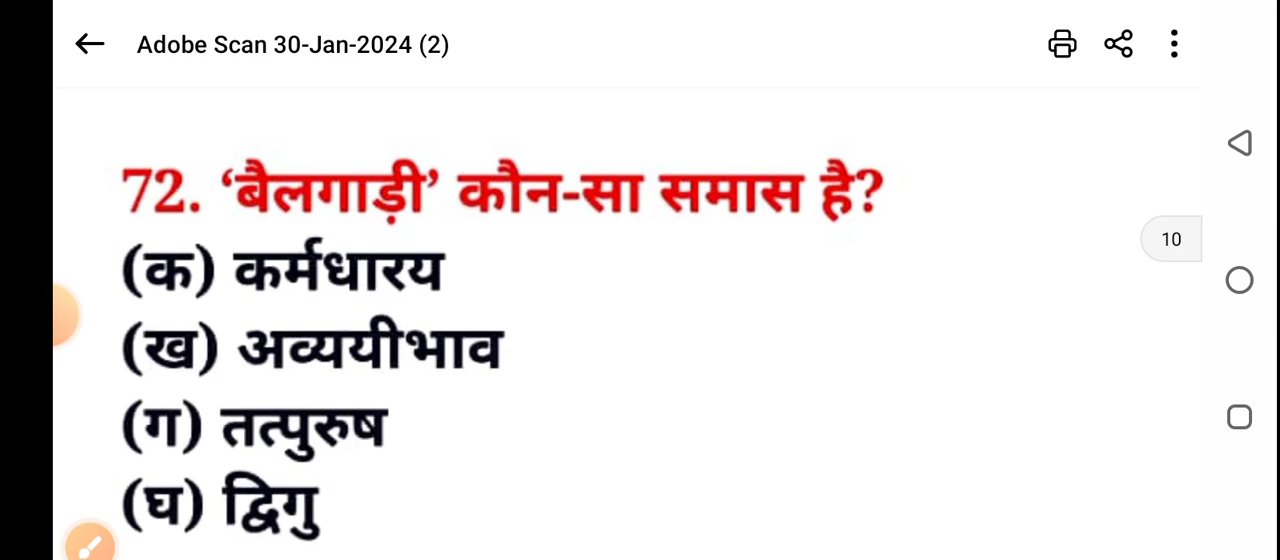 Adobe Scan 30-Jan-2024 (2)
72. ‘बैलगाड़ी’ कौन-सा समास है?
10
(क) कर्मधारय
(ख) अव्ययीभाव
(ग) तत्पुरुष
(घ) द्विगु